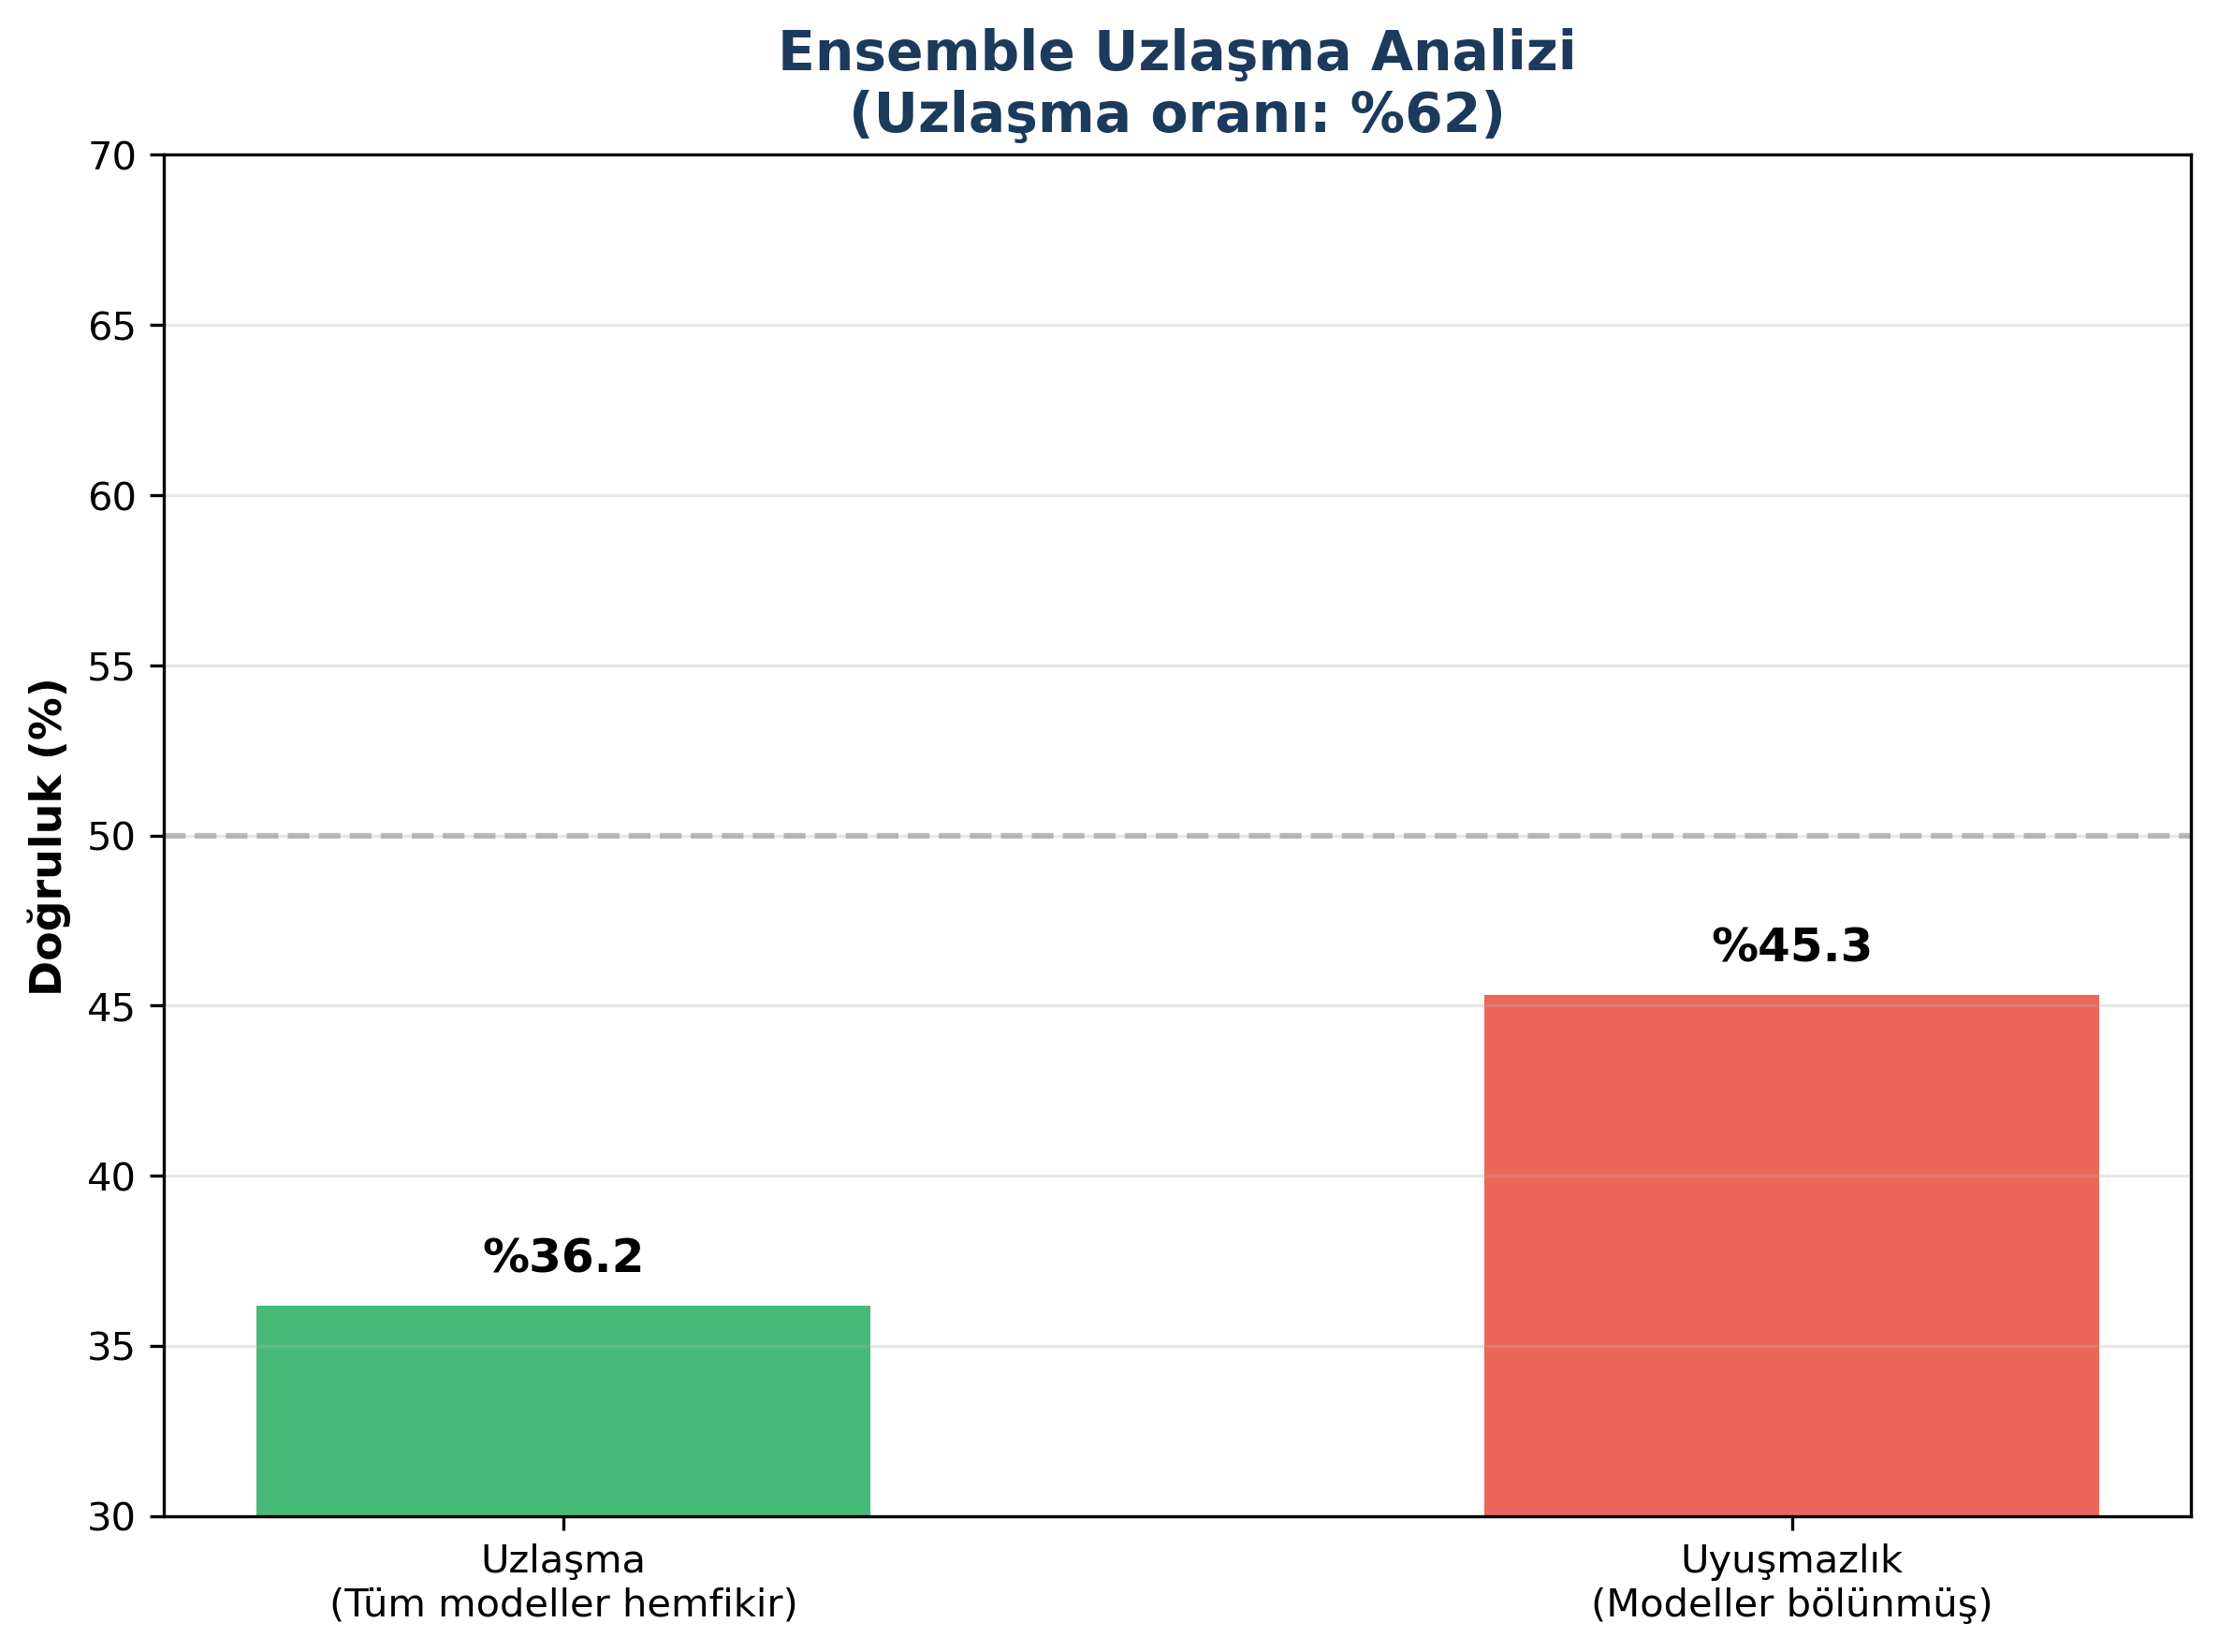 Ensemble Uzlaşma Analizi
(Uzlaşma oranı: %62)
Doğruluk (%)
70
65
60
55
50
45
40
35
30
%36.2
%45.3
Uzlaşma
(Tüm modeller hemfikir)
Uyuşmazlık
(Modeller bölünmüş)